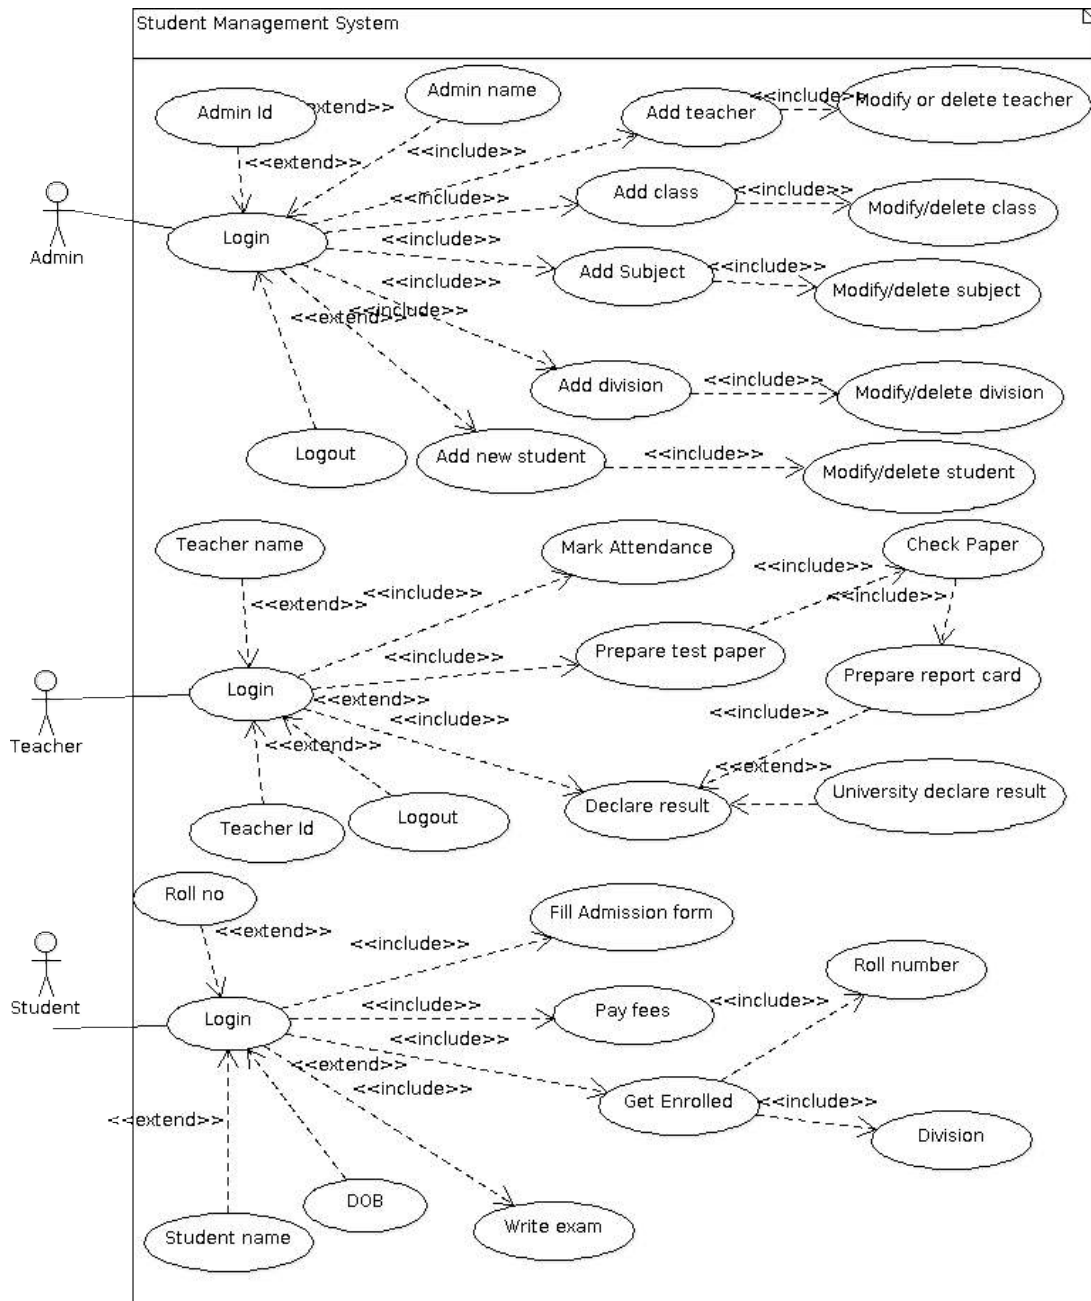 Student Management System
Admin name
Admin Id
extend>>
Add teacher
<<include>>
Modify or delete teacher
<<extend>>
<<include>>
Add class
<<include>>
Modify/delete class
<<include>>
Login
Admin
<<include>>
Add Subject
<<include>>
Modify/delete subject
<<include>>
<<extend>>
<<include>>
Add division
<<include>>
Modify/delete division
Logout
Add new student
<<include>>
Modify/delete student
Teacher name
Mark Attendance
Check Paper
<<include>>
<<extend>>
<<include>>
<<include>>
<<include>>
Prepare test paper
Prepare report card
Login
<<extend>>
<<include>>
<<include>>
Teacher
<<extend>>
<<extend>>
Teacher Id
Logout
Declare result
University declare result
Roll no
<<extend>>
Fill Admission form
<<include>>
Roll number
Student
Login
<<include>>
Pay fees
<<include>>
<<include>>
<<extend>>
<<include>>
Get Enrolled
<<include>>
<<extend>>
Division
DOB
Student name
Write exam